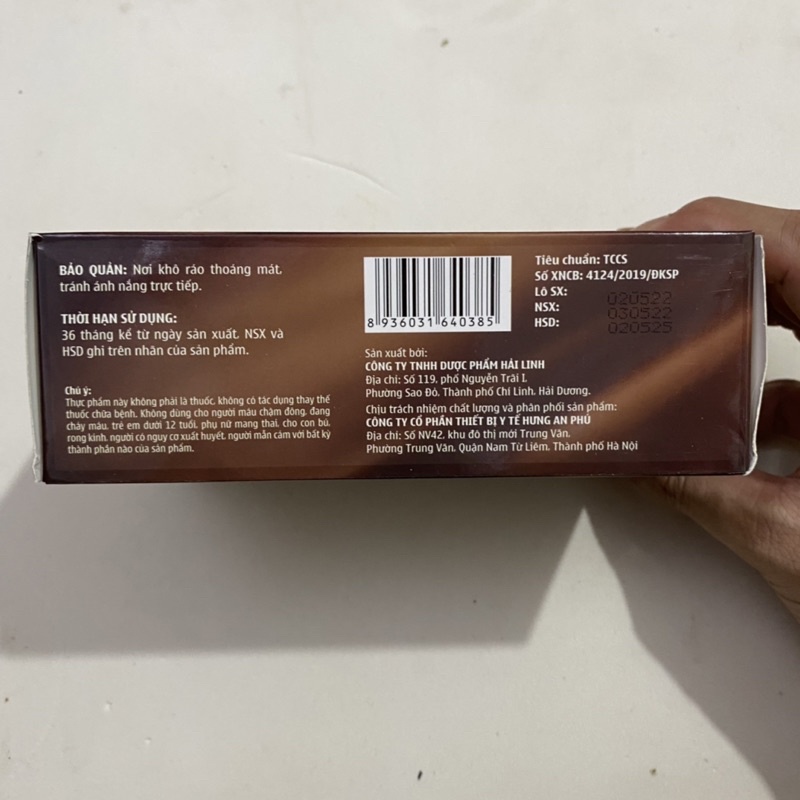 BẢO QUẢN: Nơi khô ráo thoáng mát,
tránh ánh nắng trực tiếp.
THỜI HẠN SỬ DỤNG:
36 tháng kể từ ngày sản xuất. NSX và
HSD ghi trên nhãn của sản phẩm.
Chú ý:
Thực phẩm này không phải là thuốc, không có tác dụng thay thế
thuốc chữa bệnh. Không dùng cho người máu chậm đông, đang
chảy máu, trẻ em dưới 12 tuổi, phụ nữ mang thai, cho con bú,
rong kinh, người có nguy cơ xuất huyết, người mẫn cảm với bất kỳ
thành phần nào của sản phẩm.
8 936031 640385
Sản xuất bởi:
CÔNG TY TNHH DƯỢC PHẨM HẢI LINH
Địa chỉ: Số 119, phố Nguyễn Trãi I,
Phường Sao Đỏ, Thành phố Chí Linh, Hải Dương.
Chịu trách nhiệm chất lượng và phân phối sản phẩm:
CÔNG TY CỔ PHẦN THIẾT BỊ Y TẾ HƯNG AN PHÚ
Địa chỉ: Số NV42, khu đô thị mới Trung Văn,
Phường Trung Văn, Quận Nam Từ Liêm, Thành phố Hà Nội
Tiêu chuẩn: TCCS
Số XNCB: 4124/2019/ĐKSP
Lô SX: 020522
NSX: 030522
HSD: 020525